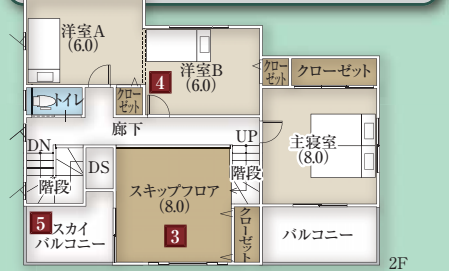 洋室A
(6.0)
4
洋室B
(6.0)
クロー
ゼット
クローゼット
トイレ
クロー
ゼット
廊下
UP
主寝室
(8.0)
DN
階段
DS
階段
スキップフロア
(8.0)
3
クローゼット
5
スカイ
バルコニー
バルコニー
2F